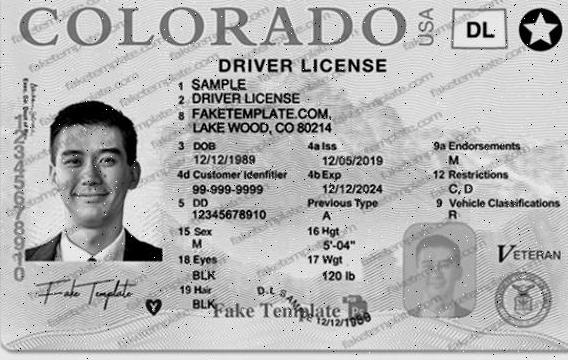 COLORADO USA DL
DRIVER LICENSE
1 SAMPLE
2 DRIVER LICENSE
8 FAKETEMPLATE.COM,
LAKE WOOD, CO 80214
3 DOB 4a Iss 9a Endorsements
12/12/1989 12/05/2019 M
4d Customer Identifier 4b Exp 12 Restrictions
99-999-9999 12/12/2024 C, D
5 DD Previous Type 9 Vehicle Classifications
12345678910 A R
15 Sex 16 Hgt
M 5'-04"
18 Eyes 17 Wgt VETERAN
BLK 120 lb
19 Hair
BLK
Fake Template
D.L SAMPLE 12/12/1989
Fake Template
12345678910
faketemplate.com